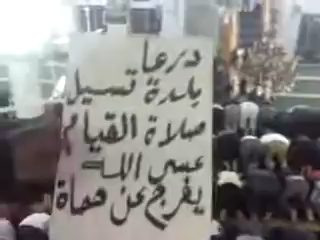 درعا
بلدة تسيل
صلاة القيام
عسى الله
يفرج عن حماة